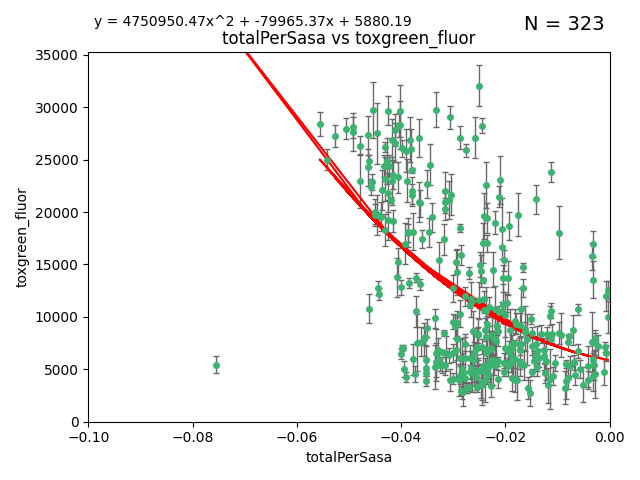 y = 4750950.47x^2 + -79965.37x + 5880.19
N = 323
totalPerSasa vs toxgreen_fluor
35000
30000
25000
20000
15000
10000
5000
0
toxgreen_fluor
−0.10 −0.08 −0.06 −0.04 −0.02 0.00
totalPerSasa